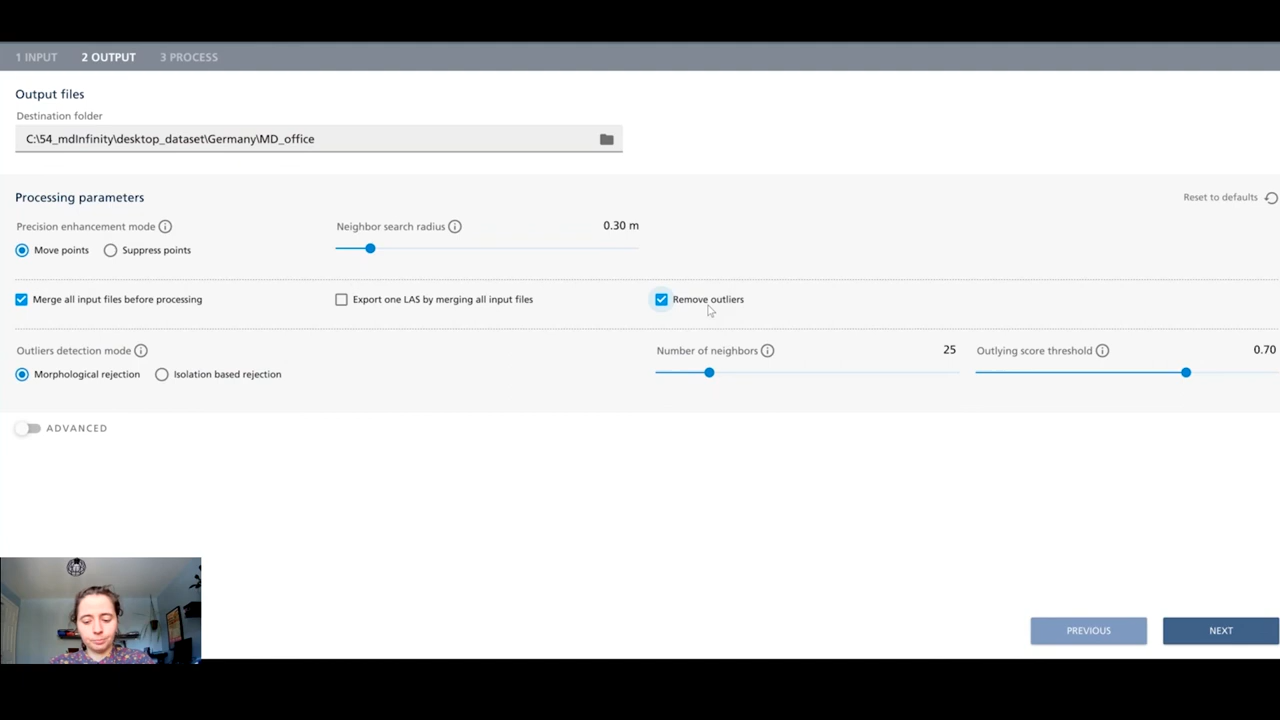 1 INPUT 2 OUTPUT 3 PROCESS
Output files
Destination folder
C:\54_mdInfinity\desktop_dataset\Germany\MD_office
Processing parameters Reset to defaults
Precision enhancement mode Neighbor search radius 0.30 m
Move points Suppress points
Merge all input files before processing Export one LAS by merging all input files Remove outliers
Outliers detection mode Number of neighbors 25 Outlying score threshold 0.70
Morphological rejection Isolation based rejection
ADVANCED
PREVIOUS NEXT